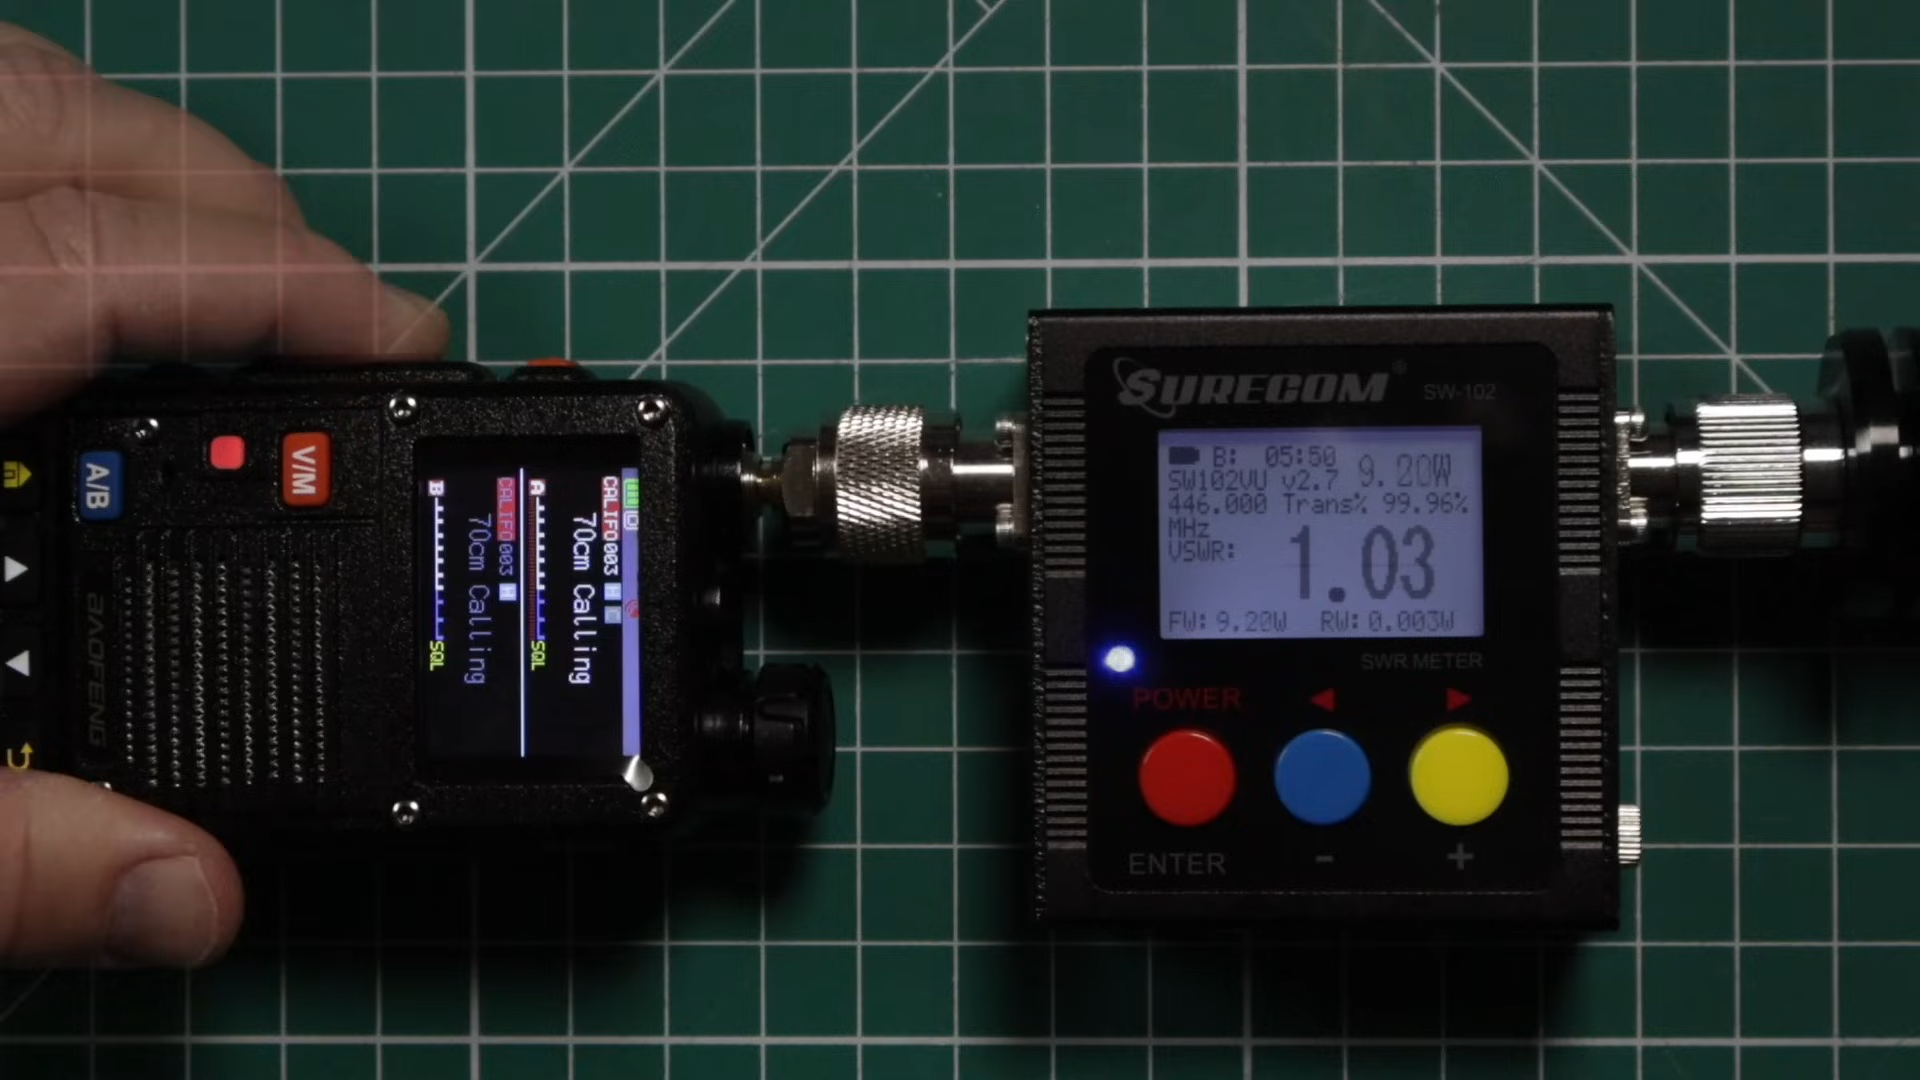 A/B
V/M
BAOFENG
CALIFO003 H C
70cm Calling
A
SQL
CALIFO003 H
70cm Calling
B
SQL
SURECOM®
SW-102
B: 05:50
9.20W
SW102VU v2.7
446.000 Trans% 99.96%
MHz
VSWR:
1.03
FW: 9.20W RW: 0.003W
SWR METER
POWER ◀ ▶
ENTER - +